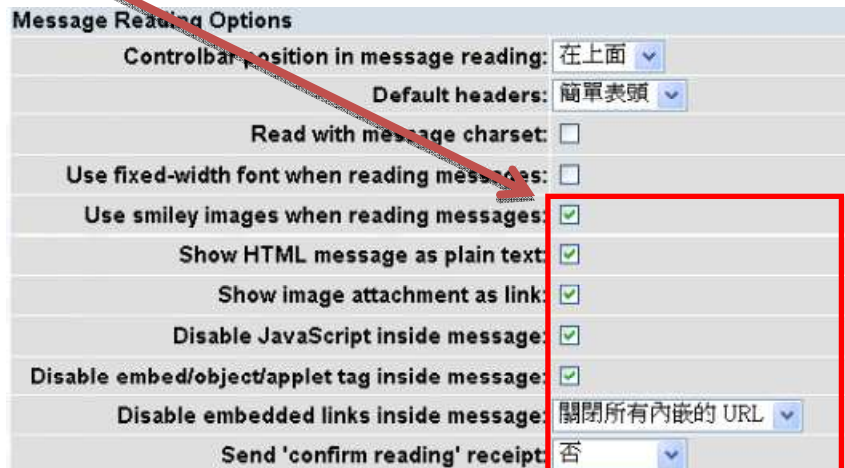 Message Reading Options
Controlbar position in message reading: 在上面
Default headers: 簡單表頭
Read with message charset:
Use fixed-width font when reading messages:
Use smiley images when reading messages:
Show HTML message as plain text:
Show image attachment as link:
Disable JavaScript inside message:
Disable embed/object/applet tag inside message:
Disable embedded links inside message: 關閉所有內嵌的 URL
Send 'confirm reading' receipt: 否